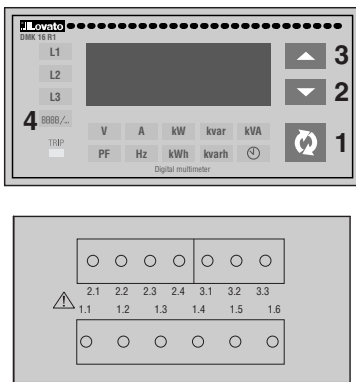 Lovato
DMK 16 R1
L1
L2
L3
4 8888/...
TRIP
3
2
1
V A kW kvar kVA
PF Hz kWh kvarh
Digital multimeter
2.1 2.2 2.3 2.4 3.1 3.2 3.3
1.1 1.2 1.3 1.4 1.5 1.6